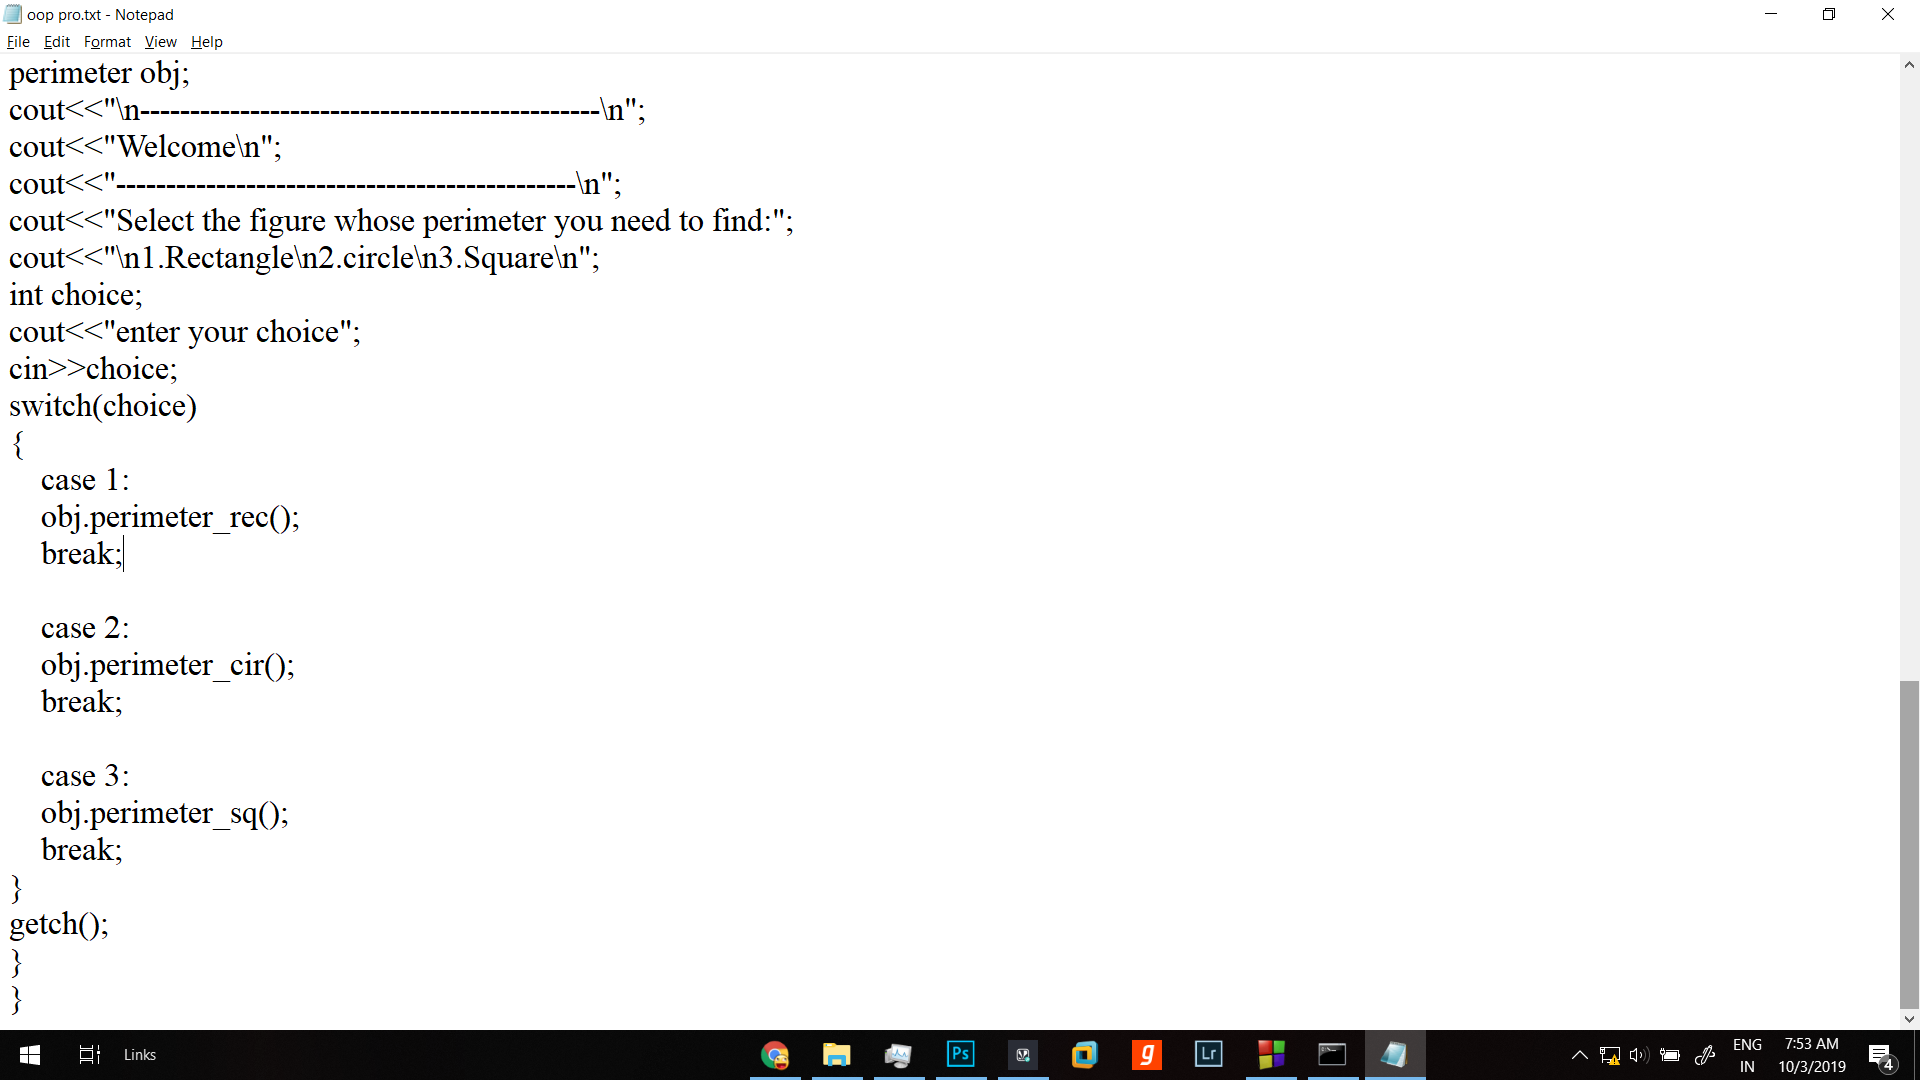 oop pro.txt - Notepad
File Edit Format View Help
perimeter obj;
cout<<"\n----------------------------------------------\n";
cout<<"Welcome\n";
cout<<"----------------------------------------------\n";
cout<<"Select the figure whose perimeter you need to find:";
cout<<"\n1.Rectangle\n2.circle\n3.Square\n";
int choice;
cout<<"enter your choice";
cin>>choice;
switch(choice)
{
case 1:
obj.perimeter_rec();
break;
case 2:
obj.perimeter_cir();
break;
case 3:
obj.perimeter_sq();
break;
}
getch();
}
}
Links
Ps
g
Lr
ENG
IN
7:53 AM
10/3/2019
4